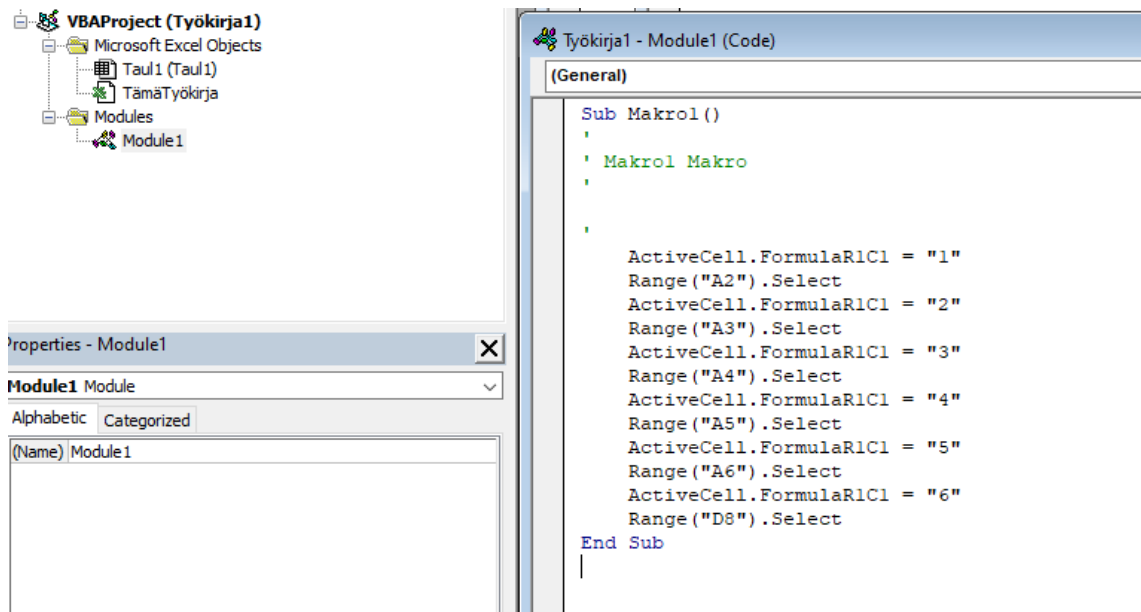 VBAProject (Työkirja1)
Microsoft Excel Objects
Taul1 (Taul1)
TämäTyökirja
Modules
Module1
Properties - Module1
Module1 Module
Alphabetic Categorized
(Name) Module1
Työkirja1 - Module1 (Code)
(General)
Sub Makro1()
'
' Makro1 Makro
'
'
ActiveCell.FormulaR1C1 = "1"
Range("A2").Select
ActiveCell.FormulaR1C1 = "2"
Range("A3").Select
ActiveCell.FormulaR1C1 = "3"
Range("A4").Select
ActiveCell.FormulaR1C1 = "4"
Range("A5").Select
ActiveCell.FormulaR1C1 = "5"
Range("A6").Select
ActiveCell.FormulaR1C1 = "6"
Range("D8").Select
End Sub